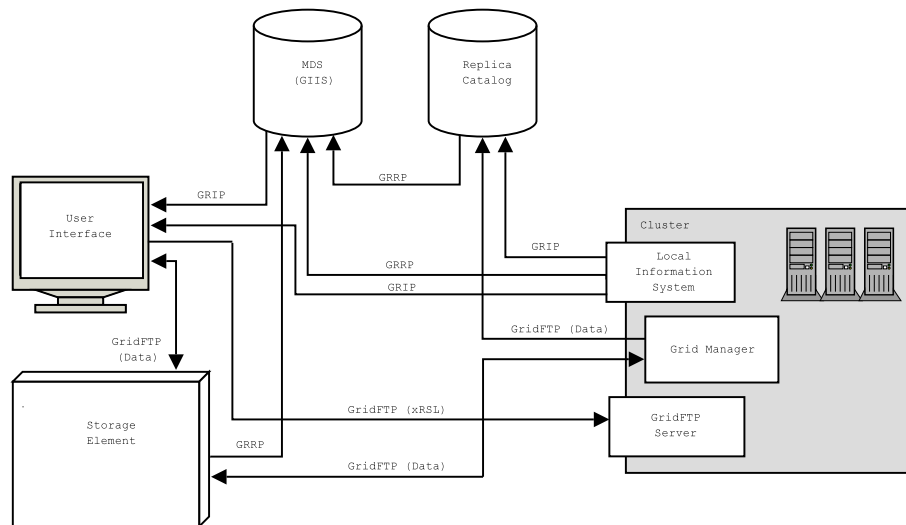 MDS
(GIIS)
Replica
Catalog
GRRP
GRIP
User
Interface
Cluster
GRIP
Local
Information
System
GRRP
GRIP
GridFTP (Data)
GridFTP
(Data)
Grid Manager
Storage
Element
GridFTP (xRSL)
GridFTP
Server
GRRP
GridFTP (Data)